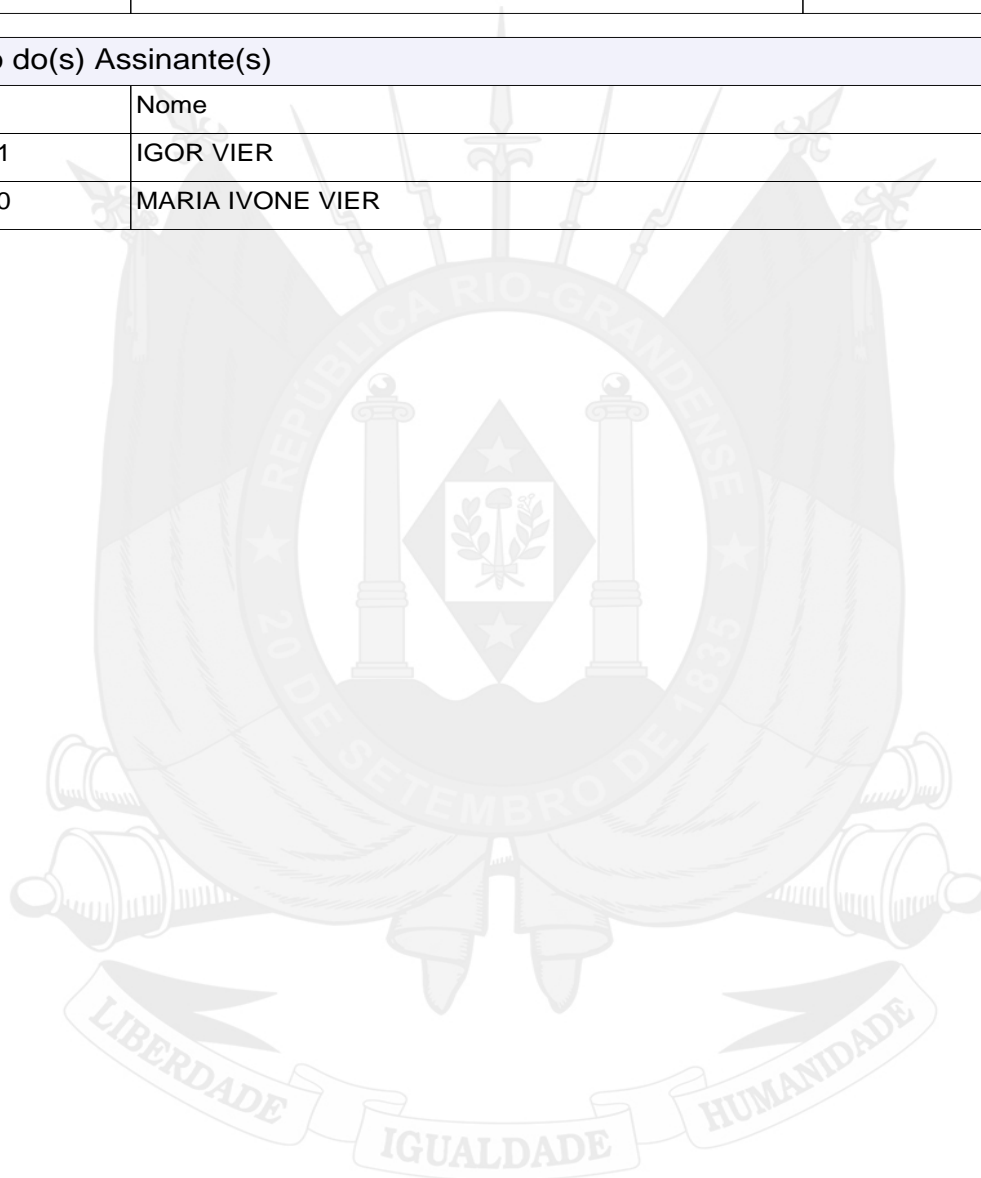 o do(s) Assinante(s)
Nome
1 IGOR VIER
0 MARIA IVONE VIER
REPÚBLICA RIO-GRANDENSE
20 DE SETEMBRO DE 1835
LIBERDADE IGUALDADE HUMANIDADE